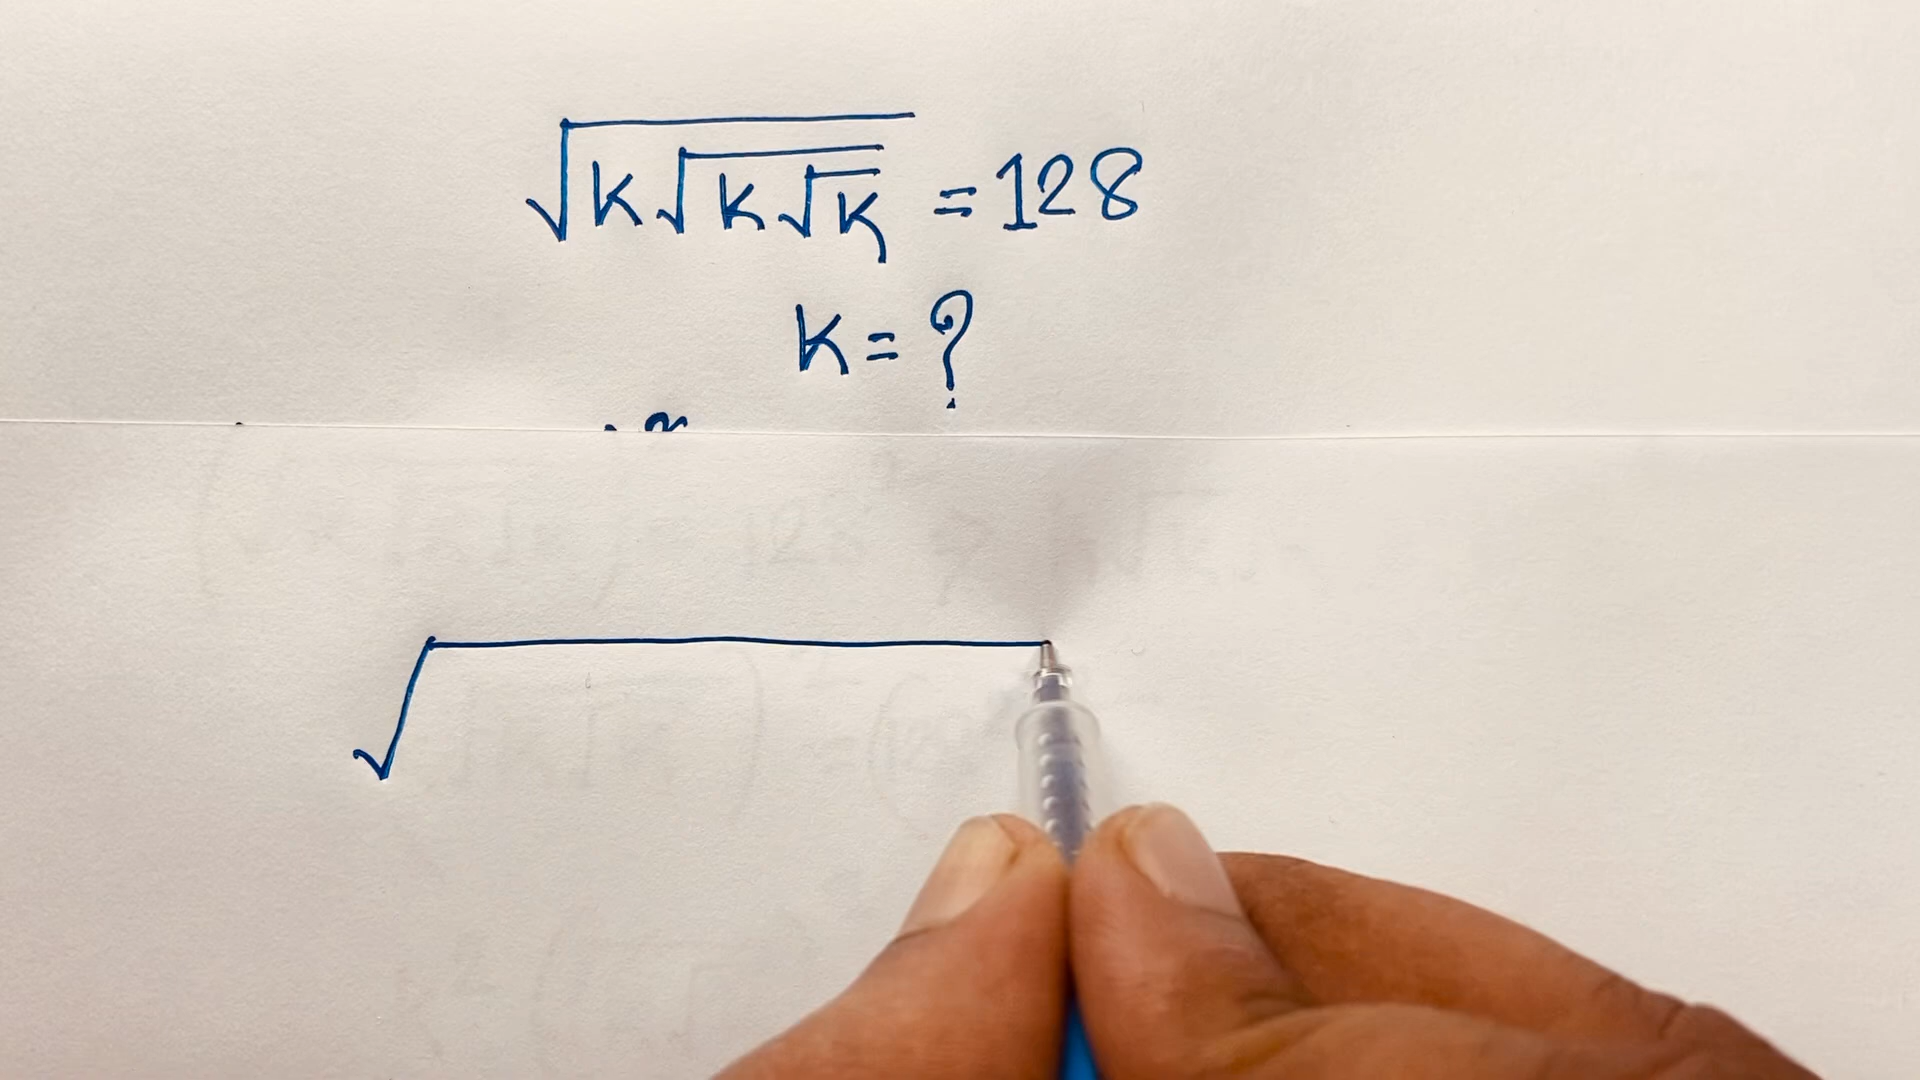 √(K√(K√K)) = 128
K = ?